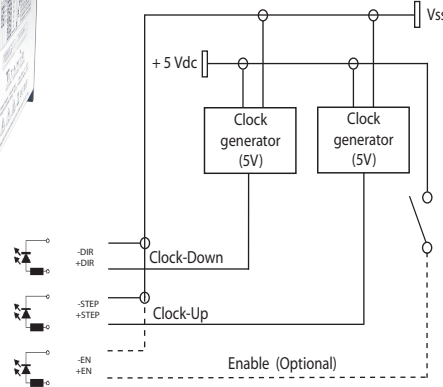 Vss
+ 5 Vdc
Clock
generator
(5V)
Clock
generator
(5V)
-DIR
+DIR
Clock-Down
-STEP
+STEP
Clock-Up
-EN
+EN
Enable (Optional)